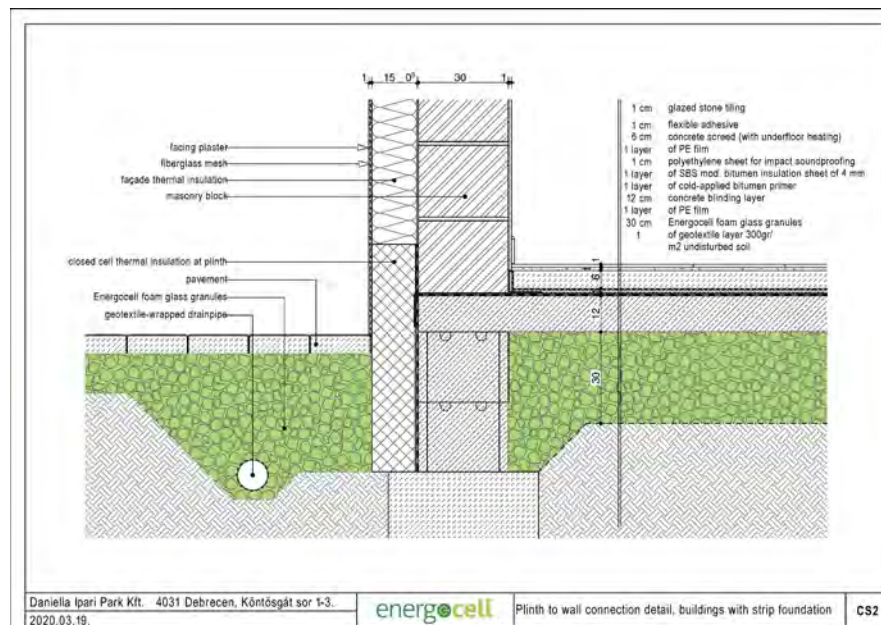 1 15 0⁵ 30 1
1 cm glazed stone tiling
1 cm flexible adhesive
6 cm concrete screed (with underfloor heating)
1 layer of PE film
1 cm polyethylene sheet for impact soundproofing
1 layer of SBS mod. bitumen insulation sheet of 4 mm
1 layer of cold-applied bitumen primer
12 cm concrete blinding layer
1 layer of PE film
30 cm Energocell foam glass granules
1 of geotextile layer 300gr/
m2 undisturbed soil
facing plaster
fiberglass mesh
façade thermal insulation
masonry block
closed cell thermal insulation at plinth
pavement
Energocell foam glass granules
geotextile-wrapped drainpipe
1
1
6
12
30
Daniella Ipari Park Kft. 4031 Debrecen, Köntösgát sor 1-3.
2020.03.19.
energocell
Plinth to wall connection detail, buildings with strip foundation
CS2